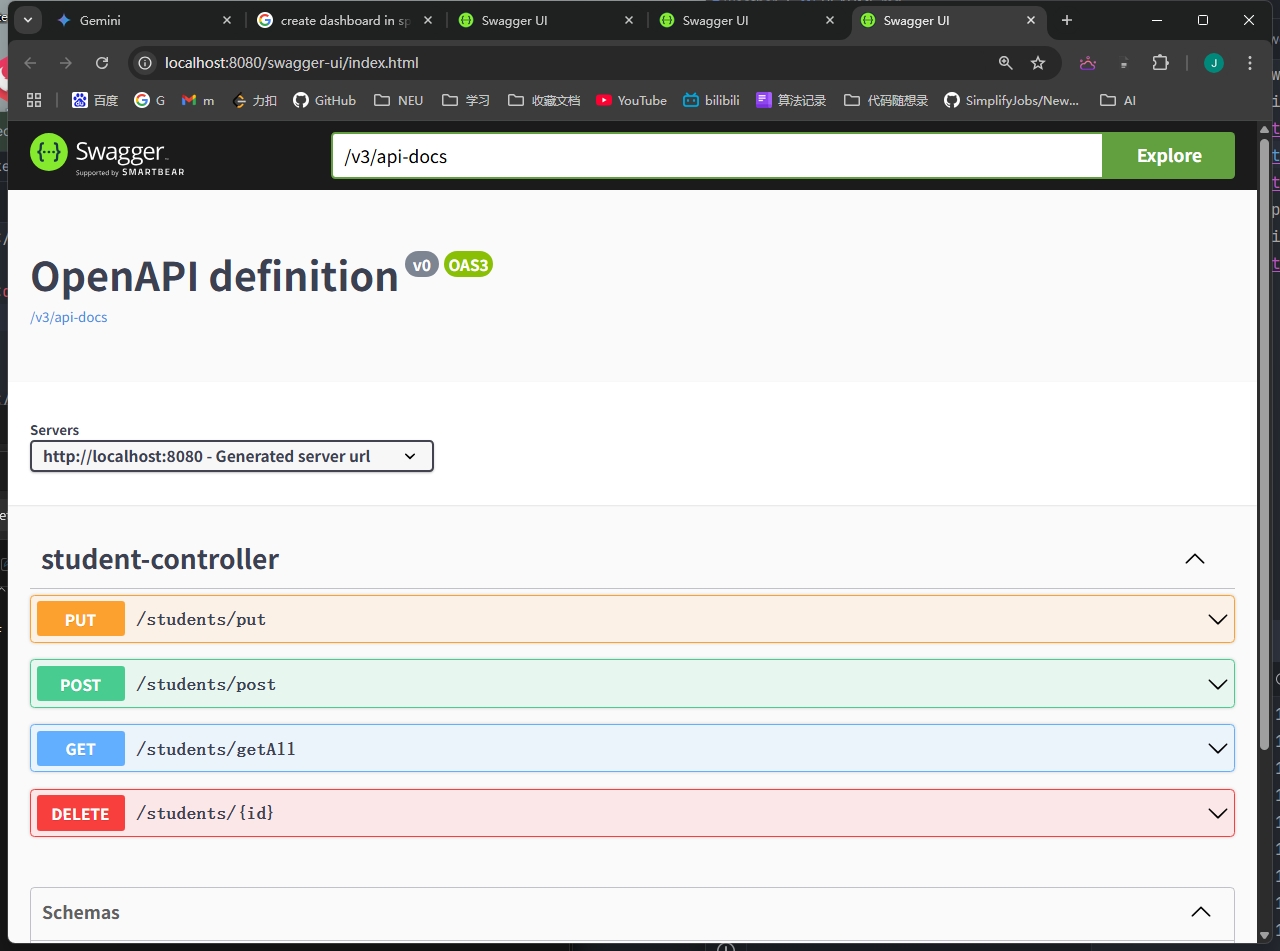 Gemini
create dashboard in sp
Swagger UI
Swagger UI
Swagger UI
localhost:8080/swagger-ui/index.html
J
百度
G
m
力扣
GitHub
NEU
学习
收藏文档
YouTube
bilibili
算法记录
代码随想录
SimplifyJobs/New...
AI
Swagger
Supported by SMARTBEAR
/v3/api-docs
Explore
OpenAPI definition v0 OAS3
/v3/api-docs
Servers
http://localhost:8080 - Generated server url
student-controller
PUT /students/put
POST /students/post
GET /students/getAll
DELETE /students/{id}
Schemas